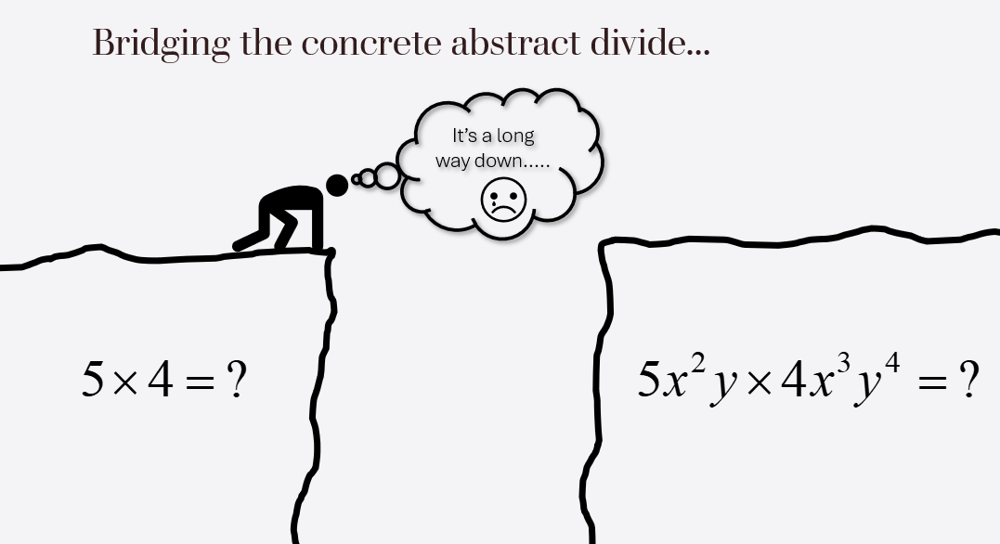 Bridging the concrete abstract divide...
It's a long
way down.....
5 × 4 = ?
5x²y × 4x³y⁴ = ?